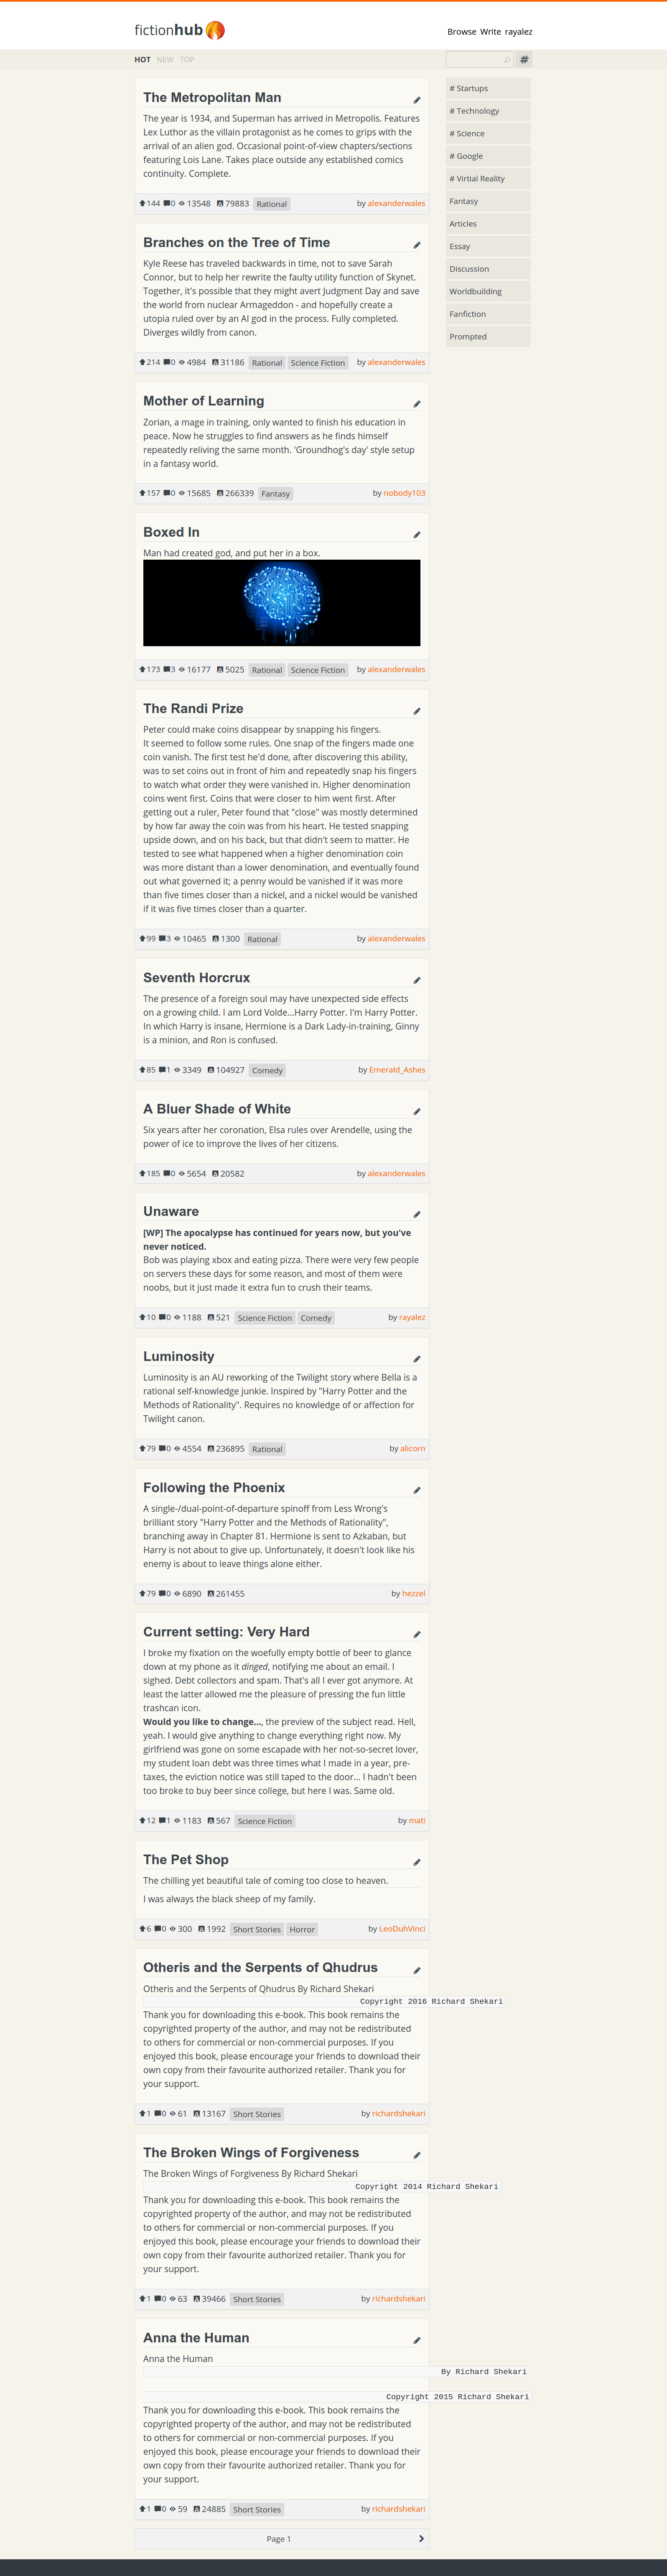 fictionhub
Browse Write rayalez
HOT NEW TOP
#
The Metropolitan Man
The year is 1934, and Superman has arrived in Metropolis. Features
Lex Luthor as the villain protagonist as he comes to grips with the
arrival of an alien god. Occasional point-of-view chapters/sections
featuring Lois Lane. Takes place outside any established comics
continuity. Complete.
144 0 13548 79883 Rational by alexanderwales
Branches on the Tree of Time
Kyle Reese has traveled backwards in time, not to save Sarah
Connor, but to help her rewrite the faulty utility function of Skynet.
Together, it's possible that they might avert Judgment Day and save
the world from nuclear Armageddon - and hopefully create a
utopia ruled over by an AI god in the process. Fully completed.
Diverges wildly from canon.
214 0 4984 31186 Rational Science Fiction by alexanderwales
Mother of Learning
Zorian, a mage in training, only wanted to finish his education in
peace. Now he struggles to find answers as he finds himself
repeatedly reliving the same month. 'Groundhog's day' style setup
in a fantasy world.
157 0 15685 266339 Fantasy by nobody103
Boxed In
Man had created god, and put her in a box.
173 3 16177 5025 Rational Science Fiction by alexanderwales
The Randi Prize
Peter could make coins disappear by snapping his fingers.
It seemed to follow some rules. One snap of the fingers made one
coin vanish. The first test he'd done, after discovering this ability,
was to set coins out in front of him and repeatedly snap his fingers
to watch what order they were vanished in. Higher denomination
coins went first. Coins that were closer to him went first. After
getting out a ruler, Peter found that "close" was mostly determined
by how far away the coin was from his heart. He tested snapping
upside down, and on his back, but that didn't seem to matter. He
tested to see what happened when a higher denomination coin
was more distant than a lower denomination, and eventually found
out what governed it; a penny would be vanished if it was more
than five times closer than a nickel, and a nickel would be vanished
if it was five times closer than a quarter.
99 3 10465 1300 Rational by alexanderwales
Seventh Horcrux
The presence of a foreign soul may have unexpected side effects
on a growing child. I am Lord Volde...Harry Potter. I'm Harry Potter.
In which Harry is insane, Hermione is a Dark Lady-in-training, Ginny
is a minion, and Ron is confused.
85 1 3349 104927 Comedy by Emerald_Ashes
A Bluer Shade of White
Six years after her coronation, Elsa rules over Arendelle, using the
power of ice to improve the lives of her citizens.
185 0 5654 20582 by alexanderwales
Unaware
[WP] The apocalypse has continued for years now, but you've
never noticed.
Bob was playing xbox and eating pizza. There were very few people
on servers these days for some reason, and most of them were
noobs, but it just made it extra fun to crush their teams.
10 0 1188 521 Science Fiction Comedy by rayalez
Luminosity
Luminosity is an AU reworking of the Twilight story where Bella is a
rational self-knowledge junkie. Inspired by "Harry Potter and the
Methods of Rationality". Requires no knowledge of or affection for
Twilight canon.
79 0 4554 236895 Rational by alicorn
Following the Phoenix
A single-/dual-point-of-departure spinoff from Less Wrong's
brilliant story "Harry Potter and the Methods of Rationality",
branching away in Chapter 81. Hermione is sent to Azkaban, but
Harry is not about to give up. Unfortunately, it doesn't look like his
enemy is about to leave things alone either.
79 0 6890 261455 by hezzel
Current setting: Very Hard
I broke my fixation on the woefully empty bottle of beer to glance
down at my phone as it dinged, notifying me about an email. I
sighed. Debt collectors and spam. That's all I ever got anymore. At
least the latter allowed me the pleasure of pressing the fun little
trashcan icon.
Would you like to change..., the preview of the subject read. Hell,
yeah. I would give anything to change everything right now. My
girlfriend was gone on some escapade with her not-so-secret lover,
my student loan debt was three times what I made in a year, pre-
taxes, the eviction notice was still taped to the door... I hadn't been
too broke to buy beer since college, but here I was. Same old.
12 1 1183 567 Science Fiction by mati
The Pet Shop
The chilling yet beautiful tale of coming too close to heaven.
I was always the black sheep of my family.
6 0 300 1992 Short Stories Horror by LeoDuhVinci
Otheris and the Serpents of Qhudrus
Otheris and the Serpents of Qhudrus By Richard Shekari
Copyright 2016 Richard Shekari
Thank you for downloading this e-book. This book remains the
copyrighted property of the author, and may not be redistributed
to others for commercial or non-commercial purposes. If you
enjoyed this book, please encourage your friends to download their
own copy from their favourite authorized retailer. Thank you for
your support.
1 0 61 13167 Short Stories by richardshekari
The Broken Wings of Forgiveness
The Broken Wings of Forgiveness By Richard Shekari
Copyright 2014 Richard Shekari
Thank you for downloading this e-book. This book remains the
copyrighted property of the author, and may not be redistributed
to others for commercial or non-commercial purposes. If you
enjoyed this book, please encourage your friends to download their
own copy from their favourite authorized retailer. Thank you for
your support.
1 0 63 39466 Short Stories by richardshekari
Anna the Human
Anna the Human
By Richard Shekari
Copyright 2015 Richard Shekari
Thank you for downloading this e-book. This book remains the
copyrighted property of the author, and may not be redistributed
to others for commercial or non-commercial purposes. If you
enjoyed this book, please encourage your friends to download their
own copy from their favourite authorized retailer. Thank you for
your support.
1 0 59 24885 Short Stories by richardshekari
Page 1
# Startups
# Technology
# Science
# Google
# Virtial Reality
Fantasy
Articles
Essay
Discussion
Worldbuilding
Fanfiction
Prompted